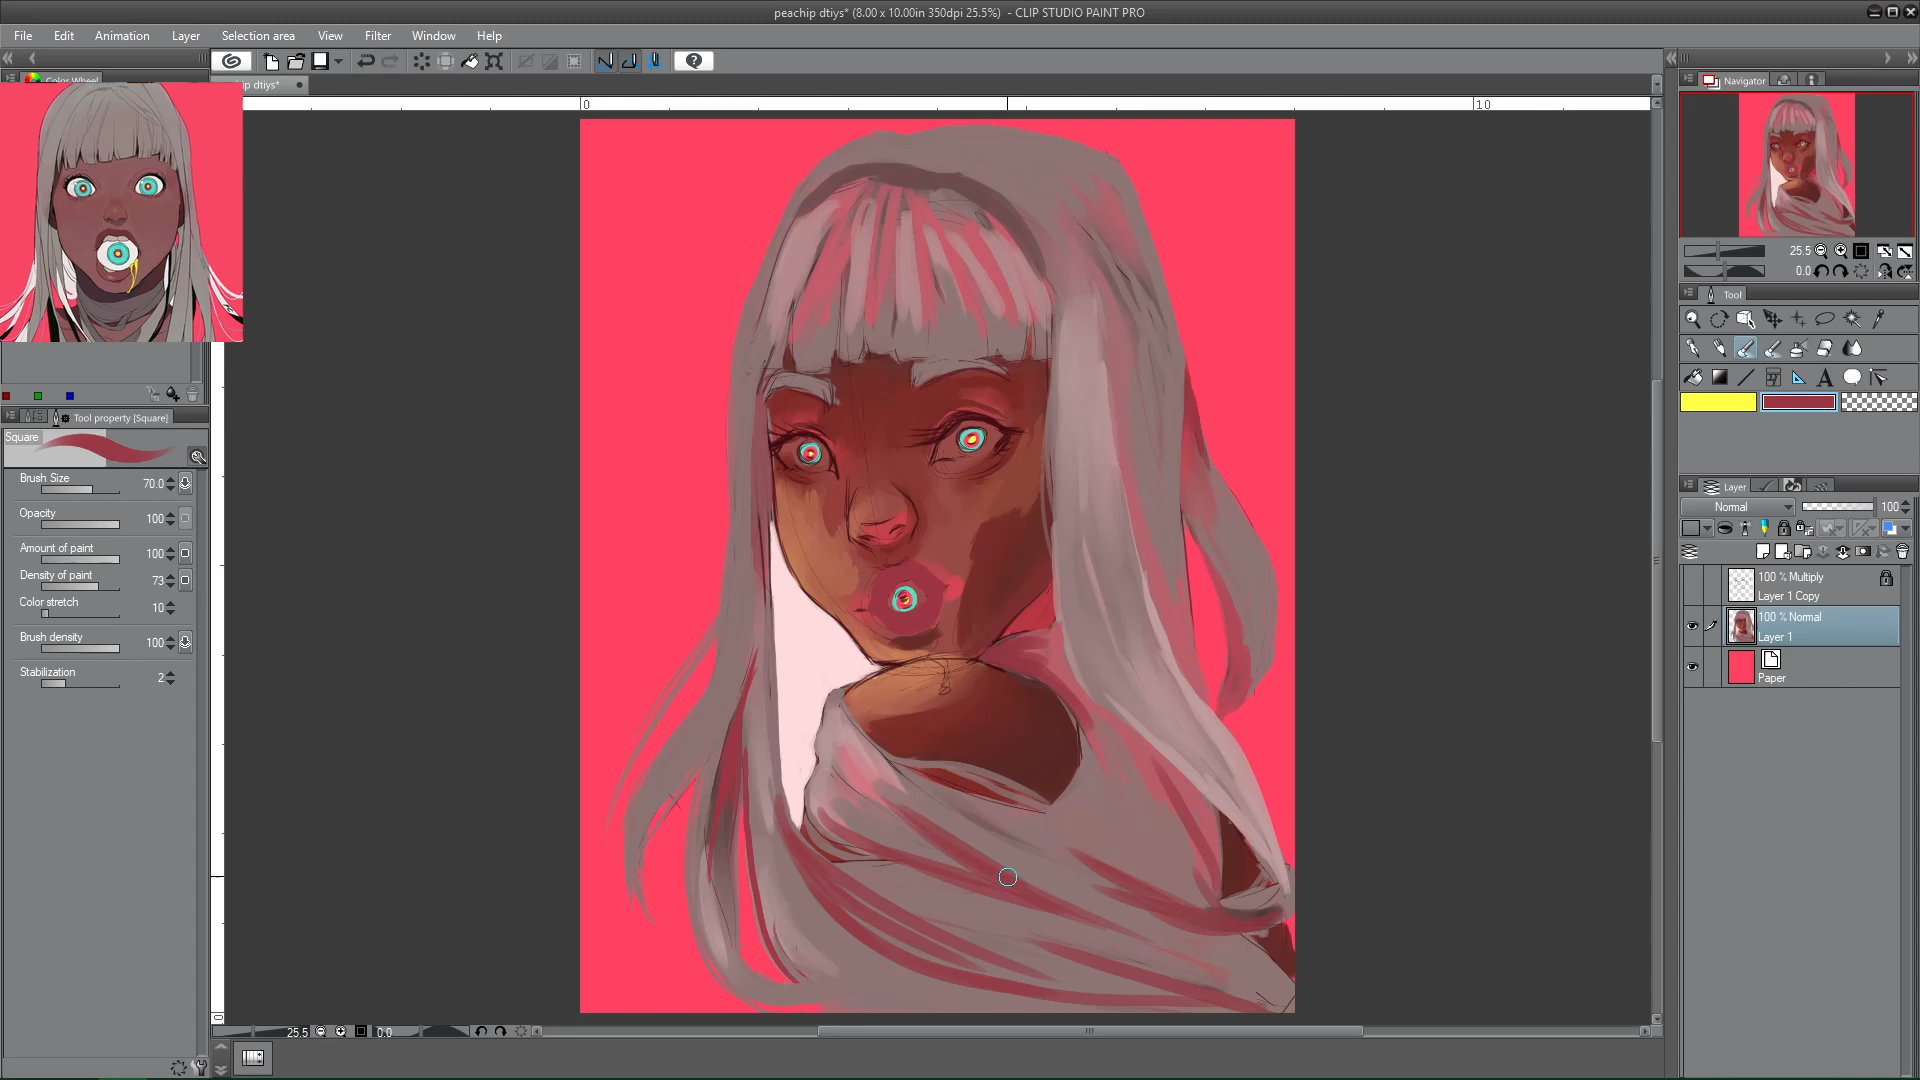 peachip dtiys* (8.00 x 10.00in 350dpi 25.5%) - CLIP STUDIO PAINT PRO
File Edit Animation Layer Selection area View Filter Window Help
Color Wheel
ip dtiys*
0
10
Navigator
25.5
0.0
Tool
Tool property [Square]
Square
Brush Size 70.0
Opacity 100
Amount of paint 100
Density of paint 73
Color stretch 10
Brush density 100
Stabilization 2
Layer
Normal 100
100 % Multiply
Layer 1 Copy
100 % Normal
Layer 1
Paper
25.5 0.0